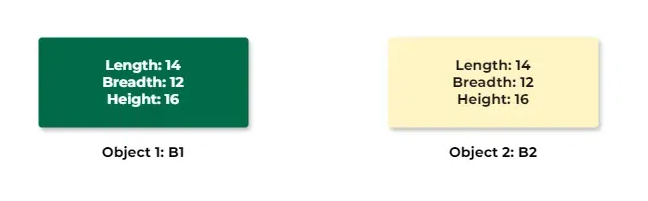 Length: 14
Breadth: 12
Height: 16
Object 1: B1
Length: 14
Breadth: 12
Height: 16
Object 2: B2